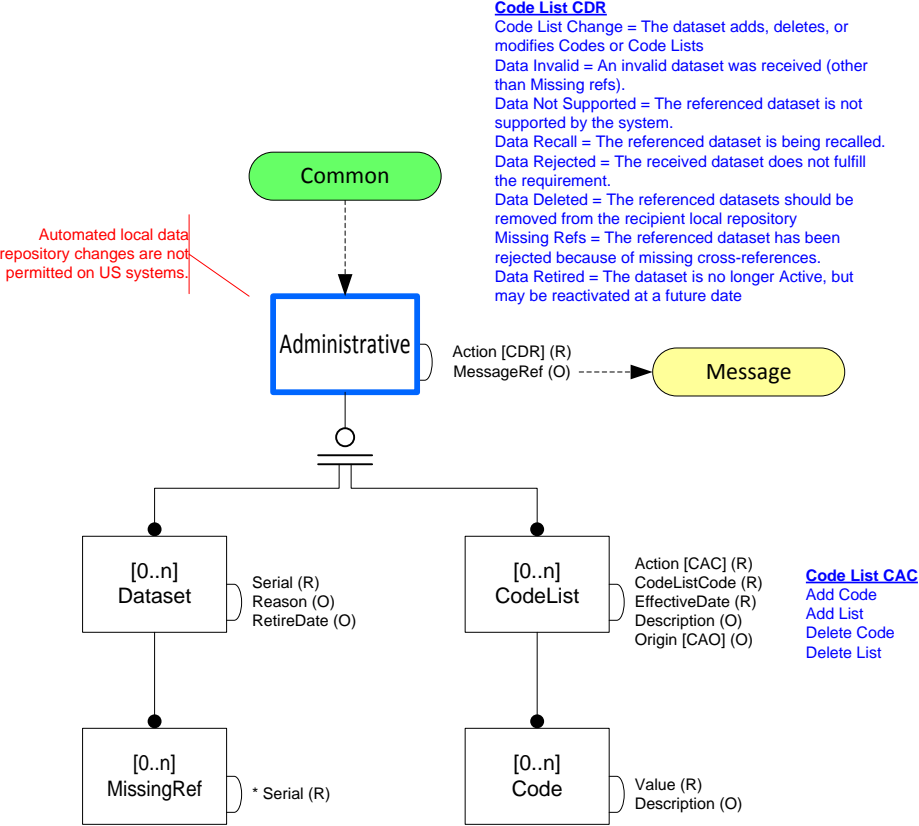 Code List CDR
Code List Change = The dataset adds, deletes, or
modifies Codes or Code Lists
Data Invalid = An invalid dataset was received (other
than Missing refs).
Data Not Supported = The referenced dataset is not
supported by the system.
Data Recall = The referenced dataset is being recalled.
Data Rejected = The received dataset does not fulfill
the requirement.
Data Deleted = The referenced datasets should be
removed from the recipient local repository
Missing Refs = The referenced dataset has been
rejected because of missing cross-references.
Data Retired = The dataset is no longer Active, but
may be reactivated at a future date
Common
Automated local data
repository changes are not
permitted on US systems.
Administrative
Action [CDR] (R)
MessageRef (O)
Message
[0..n]
Dataset
Serial (R)
Reason (O)
RetireDate (O)
[0..n]
CodeList
Action [CAC] (R)
CodeListCode (R)
EffectiveDate (R)
Description (O)
Origin [CAO] (O)
Code List CAC
Add Code
Add List
Delete Code
Delete List
[0..n]
MissingRef
* Serial (R)
[0..n]
Code
Value (R)
Description (O)